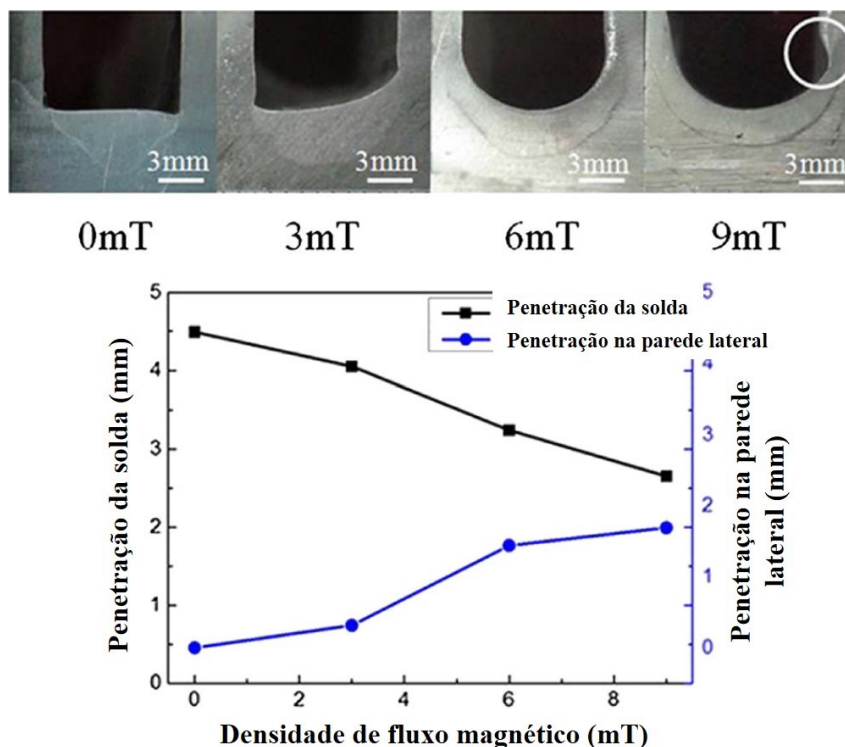 3mm 3mm 3mm 3mm
0mT 3mT 6mT 9mT
Penetração da solda
Penetração na parede lateral
Penetração da solda (mm)
5
4
3
2
1
0
5
4
3
2
1
0
Penetração na parede
lateral (mm)
0 2 4 6 8
Densidade de fluxo magnético (mT)